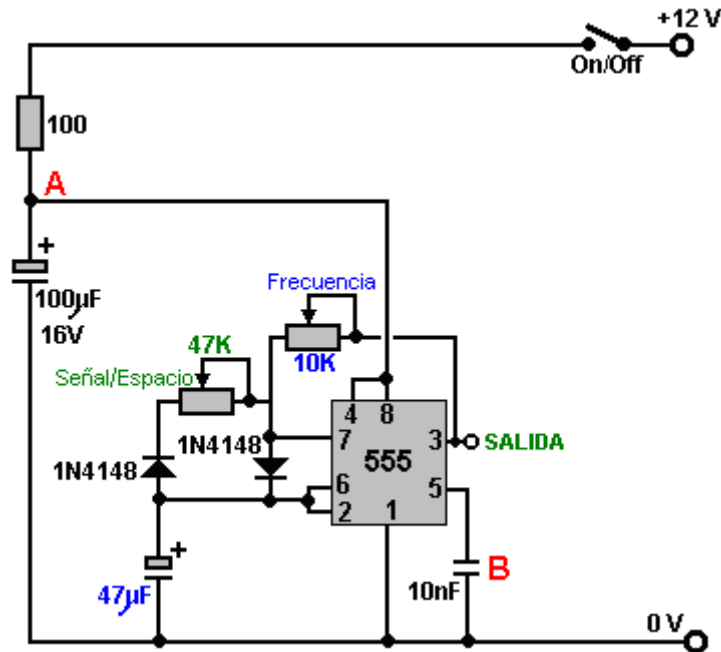 +12 V
On/Off
100
A
+
100µF
16V
Frecuencia
47K
10K
Señal/Espacio
4 8
1N4148
7
3
SALIDA
1N4148
555
6
5
2
1
+
47µF
10nF
B
0 V